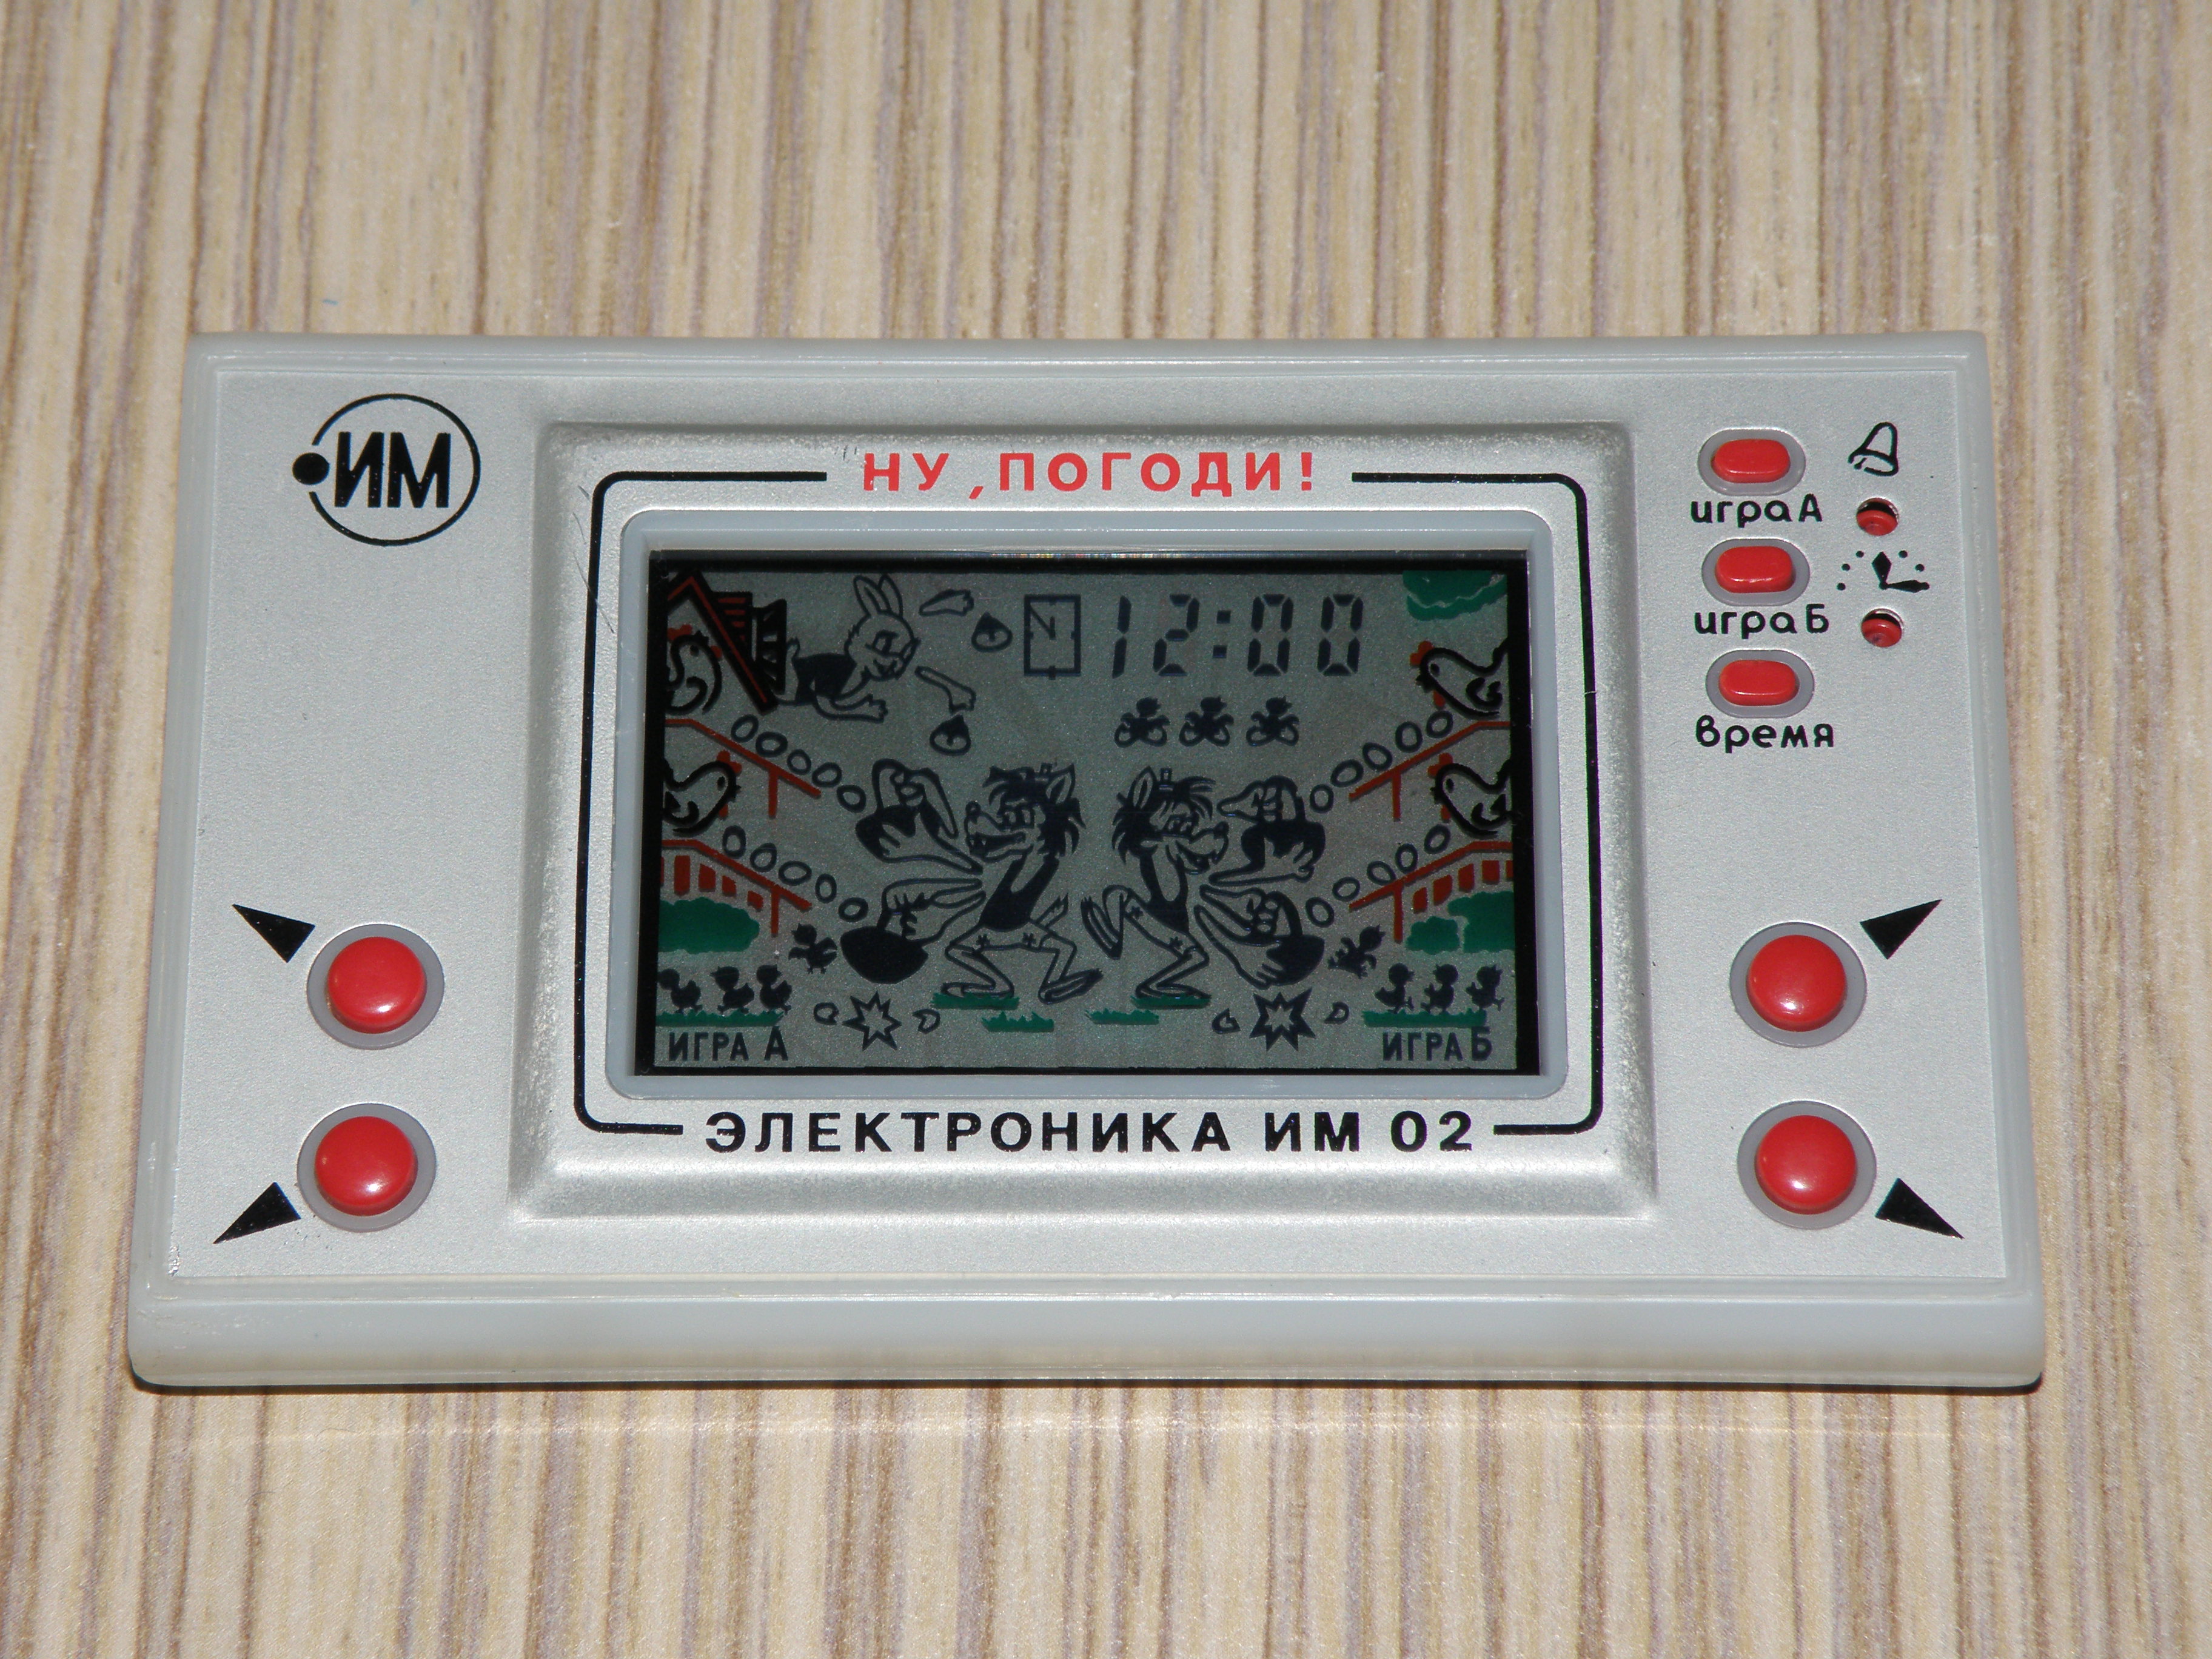 ИМ
НУ, ПОГОДИ!
игра А
игра Б
время
12:00
ИГРА А
ИГРА Б
ЭЛЕКТРОНИКА ИМ 02